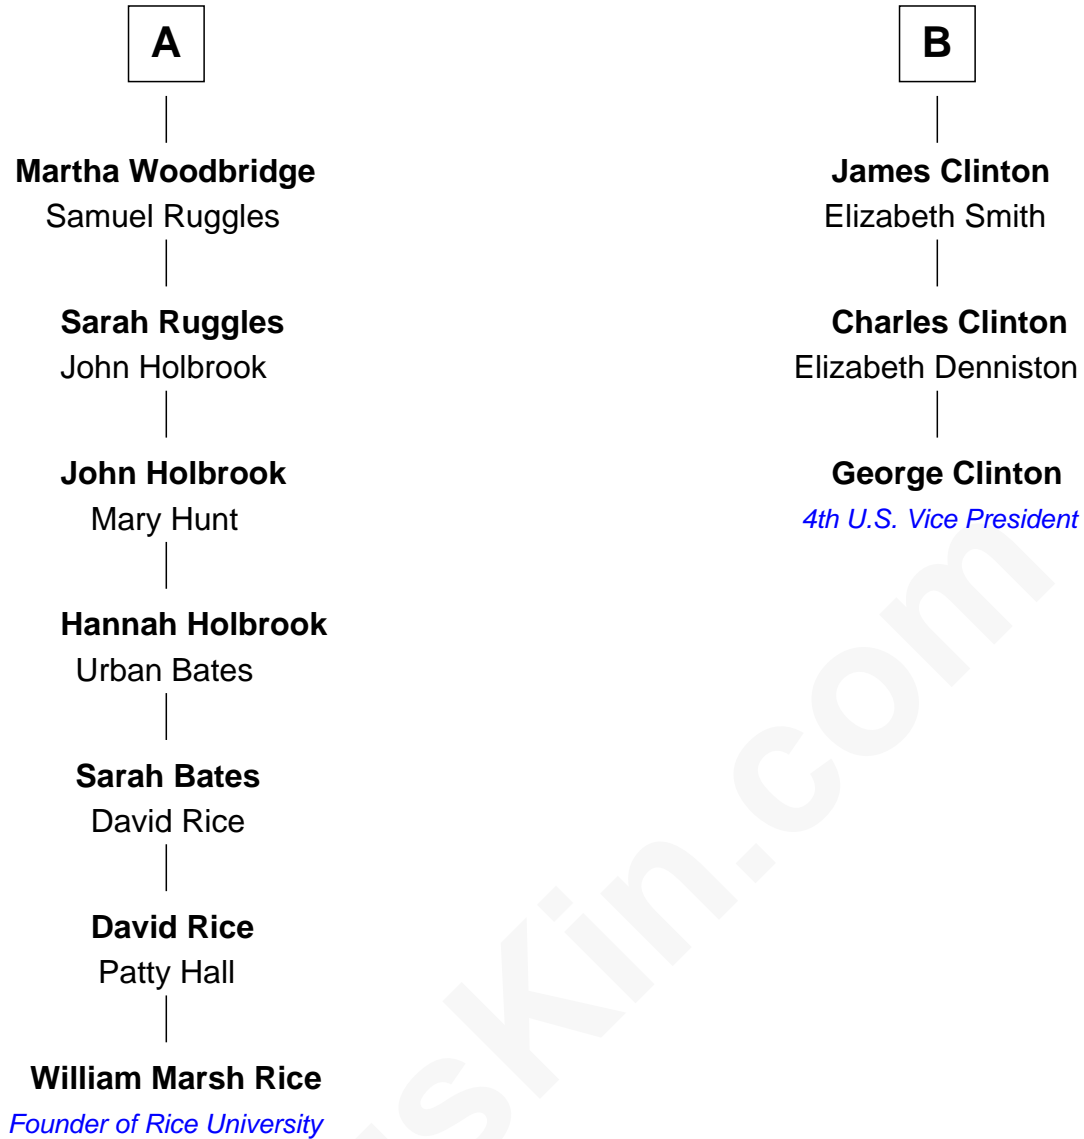 A
Martha Woodbridge
Samuel Ruggles
Sarah Ruggles
John Holbrook
John Holbrook
Mary Hunt
Hannah Holbrook
Urban Bates
Sarah Bates
David Rice
David Rice
Patty Hall
William Marsh Rice
Founder of Rice University
B
James Clinton
Elizabeth Smith
Charles Clinton
Elizabeth Denniston
George Clinton
4th U.S. Vice President
sKin.com